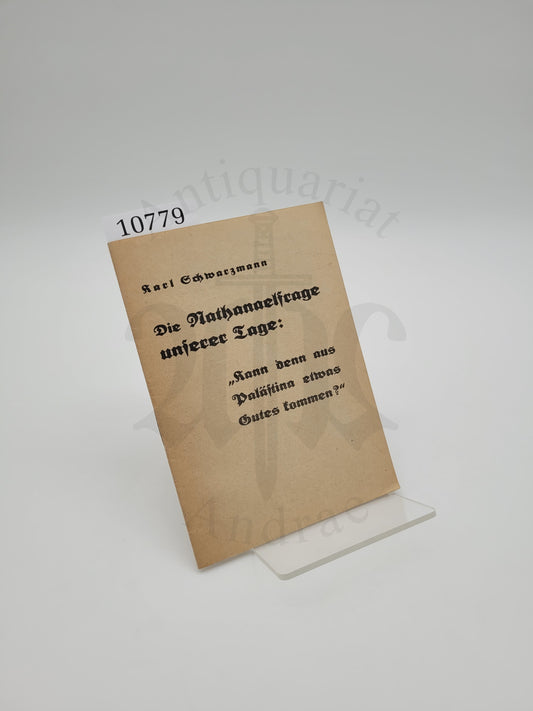 Antiquariat
10779
Karl Schwarzmann
Die Nathanaelfrage
unserer Tage:
„Kann denn aus
Palästina etwas
Gutes kommen?“
Andrae